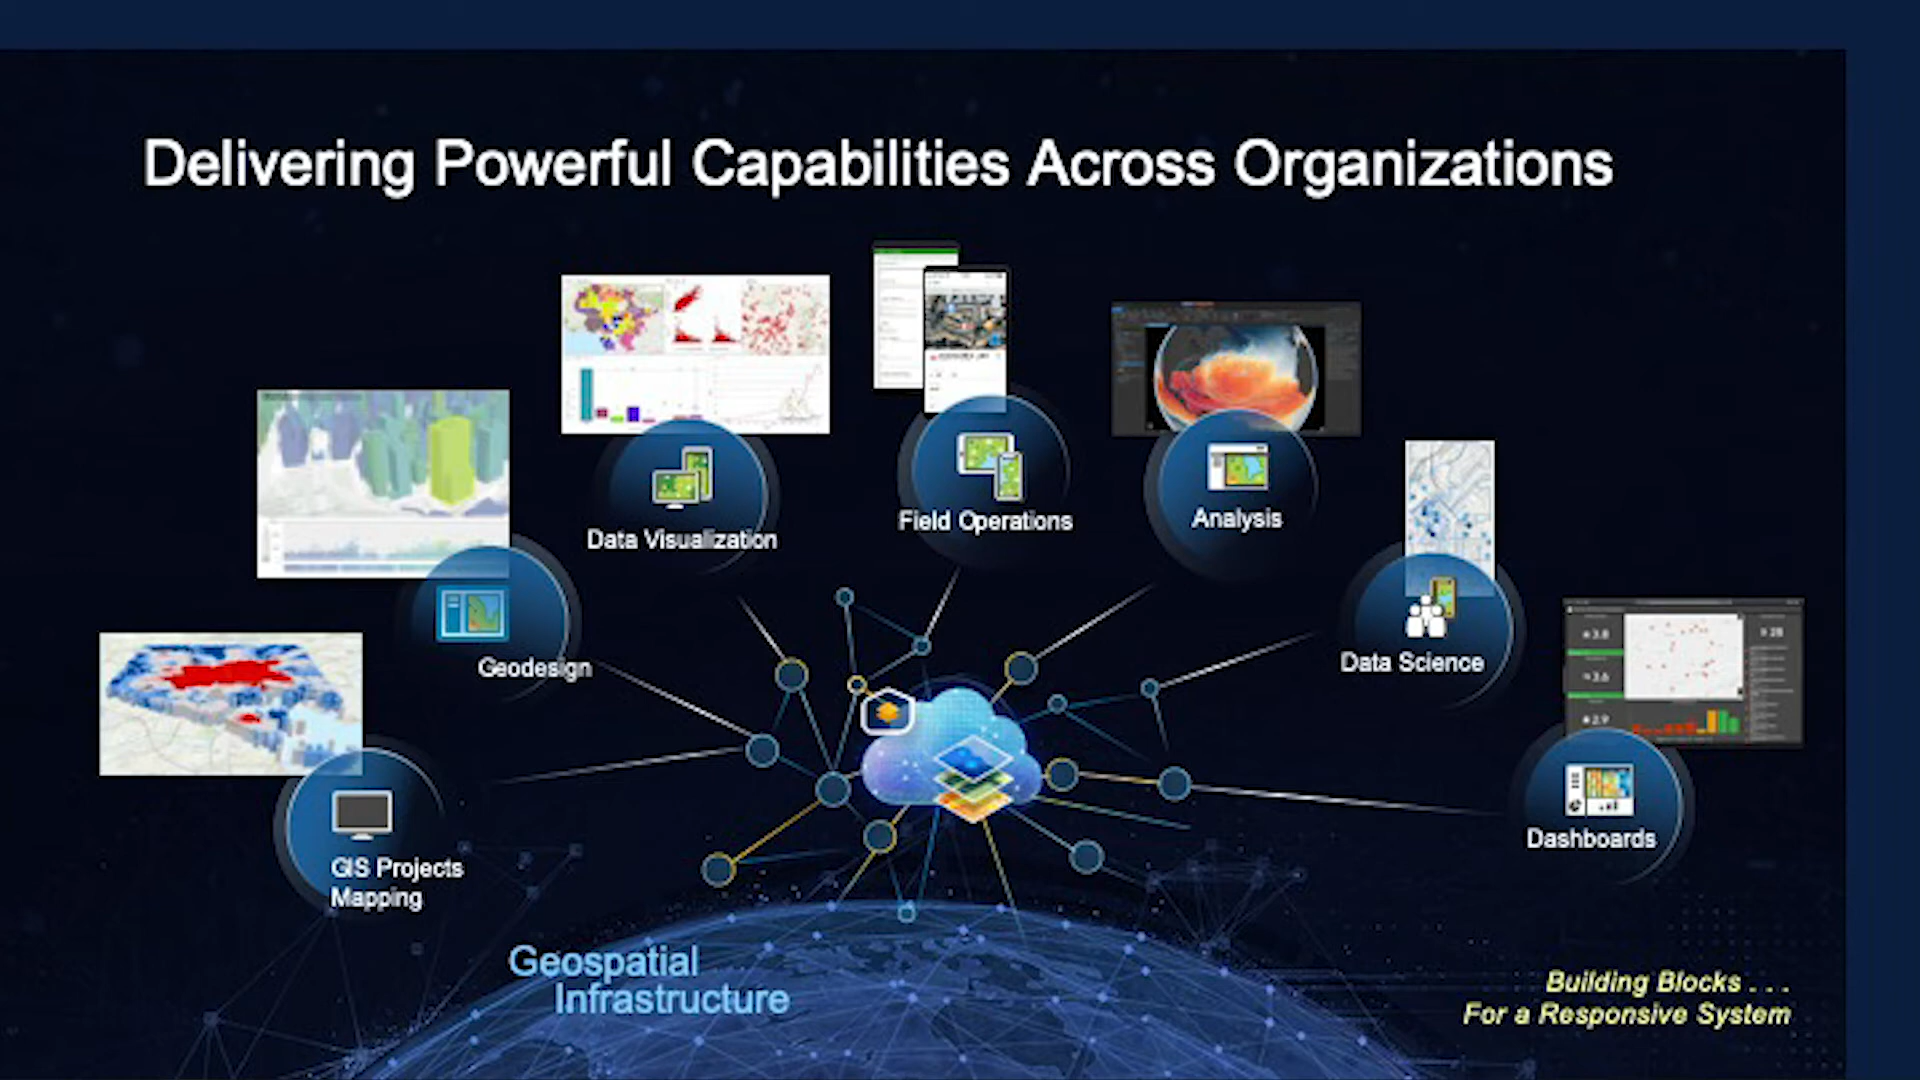 Delivering Powerful Capabilities Across Organizations
Data Visualization
Field Operations
Analysis
Geodesign
Data Science
GIS Projects
Mapping
Dashboards
Geospatial
Infrastructure
Building Blocks . . .
For a Responsive System